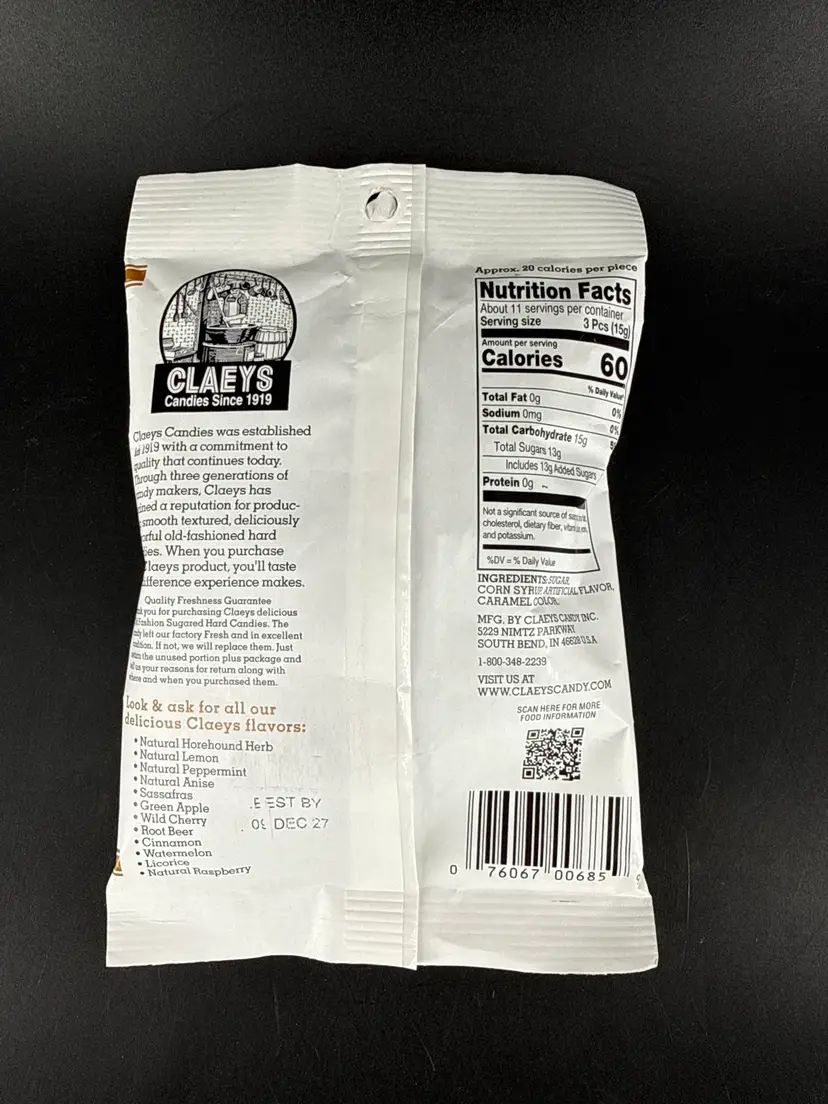 CLAEYS
Candies Since 1919
Claeys Candies was established
in 1919 with a commitment to
quality that continues today.
Through three generations of
ndy makers, Claeys has
ined a reputation for produc-
smooth textured, deliciously
orful old-fashioned hard
ies. When you purchase
laeys product, you'll taste
ifference experience makes.
Quality Freshness Guarantee
k you for purchasing Claeys delicious
Fashion Sugared Hard Candies. The
dy left our factory Fresh and in excellent
dition. If not, we will replace them. Just
the unused portion plus package and
us your reasons for return along with
and when you purchased them.
Look & ask for all our
delicious Claeys flavors:
• Natural Horehound Herb
• Natural Lemon
• Natural Peppermint
• Natural Anise
• Sassafras
• Green Apple
• Wild Cherry
• Root Beer
• Cinnamon
• Watermelon
• Licorice
• Natural Raspberry
BEST BY
DEC 27
Approx. 20 calories per piece
Nutrition Facts
About 11 servings per container
Serving size 3 Pcs (15g)
Amount per serving
Calories 60
% Daily Value
Total Fat 0g 0%
Sodium 0mg 0%
Total Carbohydrate 15g
Total Sugars 13g
Includes 13g Added Sugars
Protein 0g
Not a significant source of
cholesterol, dietary fiber,
and potassium.
%DV = % Daily Value
INGREDIENTS: SUGAR,
CORN SYRUP, ARTIFICIAL FLAVOR,
CARAMEL COLOR.
MFG. BY CLAEYS CANDY INC.
5229 NIMTZ PARKWAY
SOUTH BEND, IN 46628 U.S.A
1-800-348-2239
VISIT US AT
WWW.CLAEYSCANDY.COM
SCAN HERE FOR MORE
FOOD INFORMATION
0 76067 00685